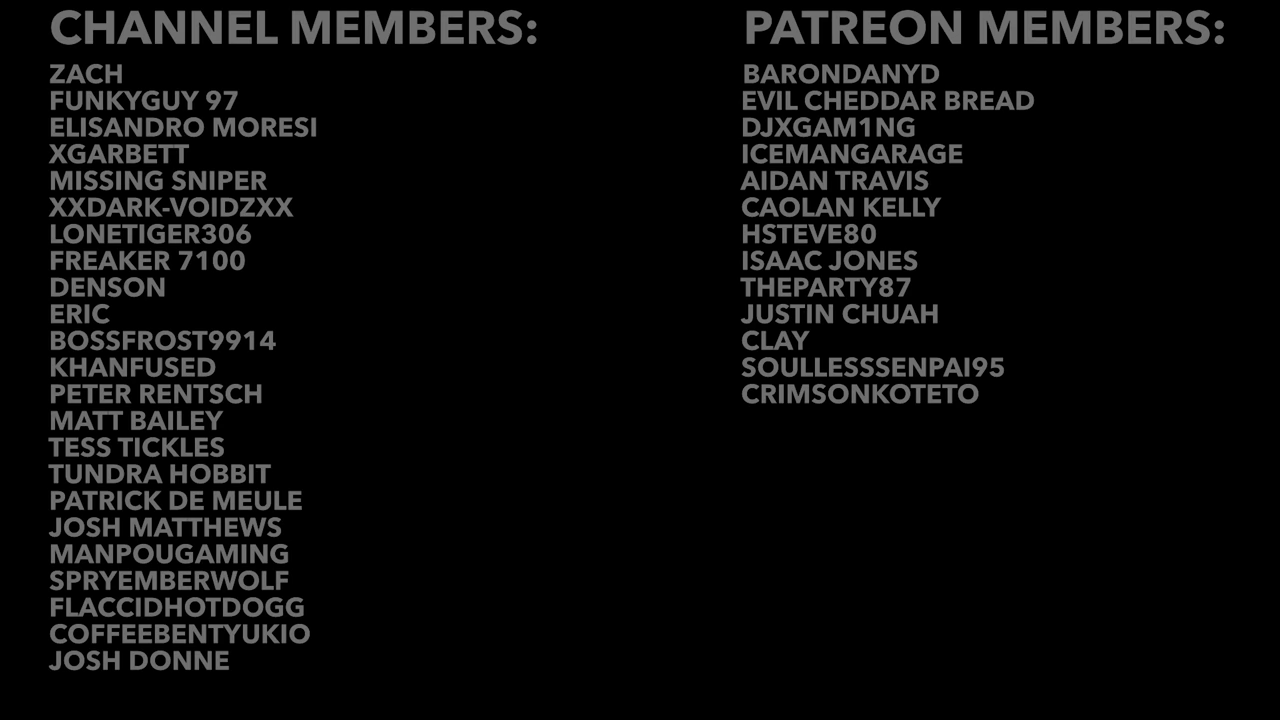 CHANNEL MEMBERS:
ZACH
FUNKYGUY 97
ELISANDRO MORESI
XGARBETT
MISSING SNIPER
XXDARK-VOIDZXX
LONETIGER306
FREAKER 7100
DENSON
ERIC
BOSSFROST9914
KHANFUSED
PETER RENTSCH
MATT BAILEY
TESS TICKLES
TUNDRA HOBBIT
PATRICK DE MEULE
JOSH MATTHEWS
MANPOUGAMING
SPRYEMBERWOLF
FLACCIDHOTDOGG
COFFEEBENTYUKIO
JOSH DONNE
PATREON MEMBERS:
BARONDANYD
EVIL CHEDDAR BREAD
DJXGAM1NG
ICEMANGARAGE
AIDAN TRAVIS
CAOLAN KELLY
HSTEVE80
ISAAC JONES
THEPARTY87
JUSTIN CHUAH
CLAY
SOULLESSSENPAI95
CRIMSONKOTETO